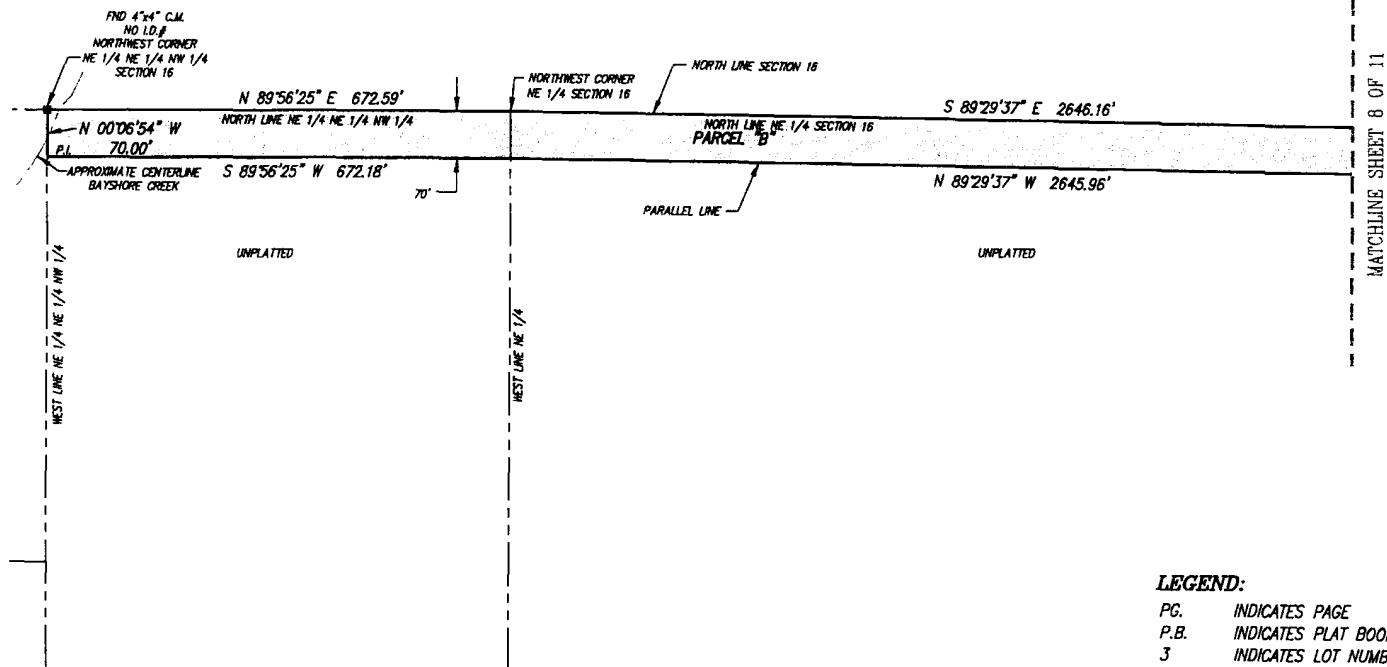 FND 4"x4" C.M.
NO I.D.#
NORTHWEST CORNER
NE 1/4 NE 1/4 NW 1/4
SECTION 16
N 89°56'25" E 672.59'
NORTH LINE NE 1/4 NE 1/4 NW 1/4
NORTHWEST CORNER
NE 1/4 SECTION 16
NORTH LINE SECTION 16
S 89°29'37" E 2646.16'
NORTH LINE NE 1/4 SECTION 16
PARCEL "B"
N 00°06'54" W
70.00'
P.I.
APPROXIMATE CENTERLINE
BAYSHORE CREEK
S 89°56'25" W 672.18'
70'
N 89°29'37" W 2645.96'
PARALLEL LINE
UNPLATTED
UNPLATTED
WEST LINE NE 1/4 NE 1/4 NW 1/4
WEST LINE NE 1/4
MATCHLINE SHEET 8 OF 11
LEGEND:
PG. INDICATES PAGE
P.B. INDICATES PLAT BOO
3 INDICATES LOT NUMB